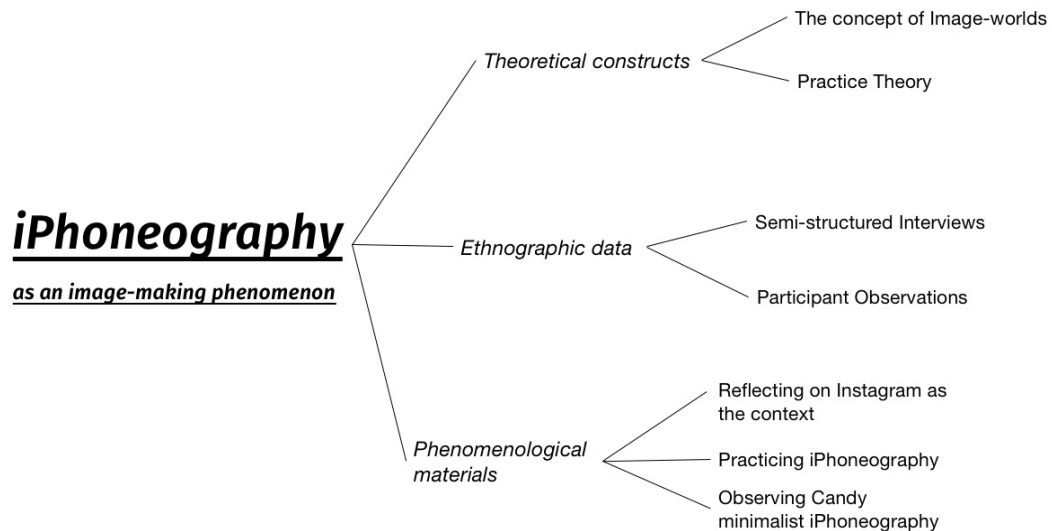 iPhoneography
as an image-making phenomenon
Theoretical constructs
The concept of Image-worlds
Practice Theory
Ethnographic data
Semi-structured Interviews
Participant Observations
Phenomenological
materials
Reflecting on Instagram as
the context
Practicing iPhoneography
Observing Candy
minimalist iPhoneography